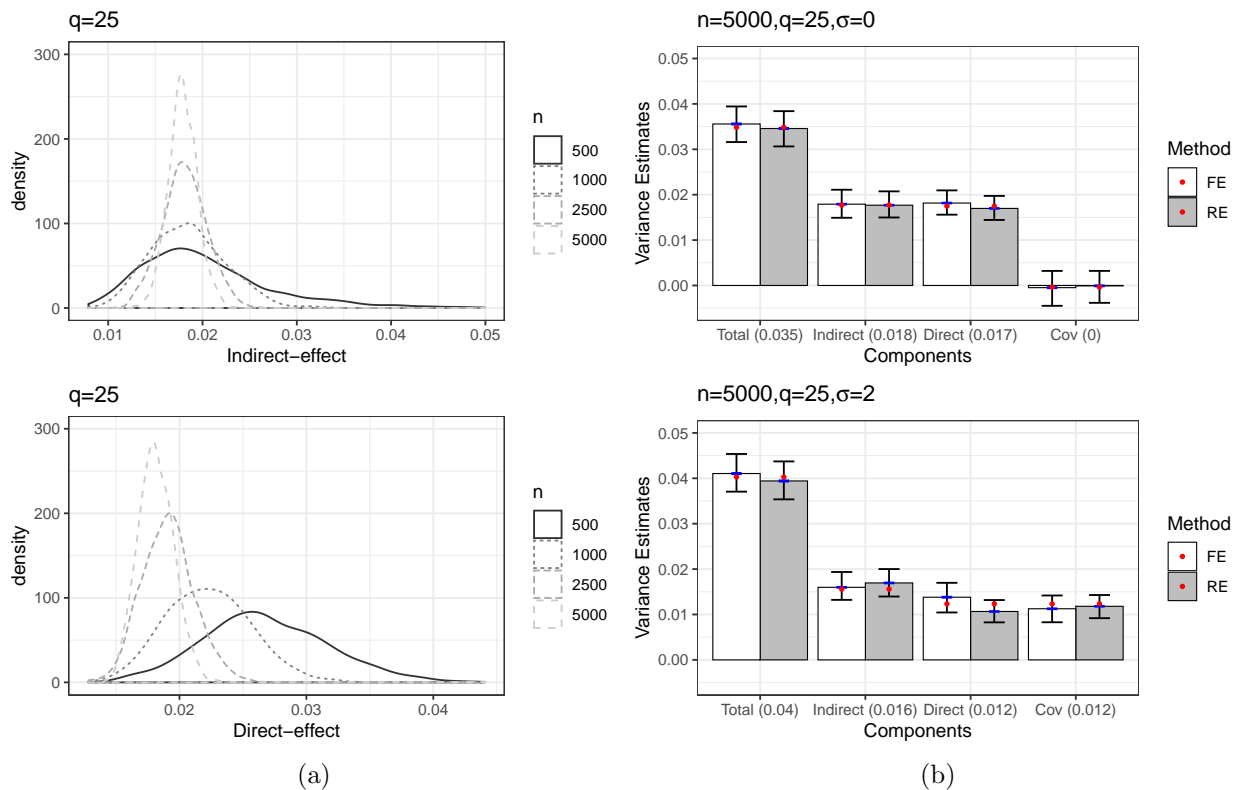 q=25
300
200
100
0
density
0.01 0.02 0.03 0.04 0.05
Indirect−effect
n
500
1000
2500
5000
n=5000,q=25,σ=0
0.05
0.04
0.03
0.02
0.01
0.00
Variance Estimates
Total (0.035) Indirect (0.018) Direct (0.017) Cov (0)
Components
Method
FE
RE
q=25
300
200
100
0
density
0.02 0.03 0.04
Direct−effect
n
500
1000
2500
5000
n=5000,q=25,σ=2
0.05
0.04
0.03
0.02
0.01
0.00
Variance Estimates
Total (0.04) Indirect (0.016) Direct (0.012) Cov (0.012)
Components
Method
FE
RE
(a)
(b)